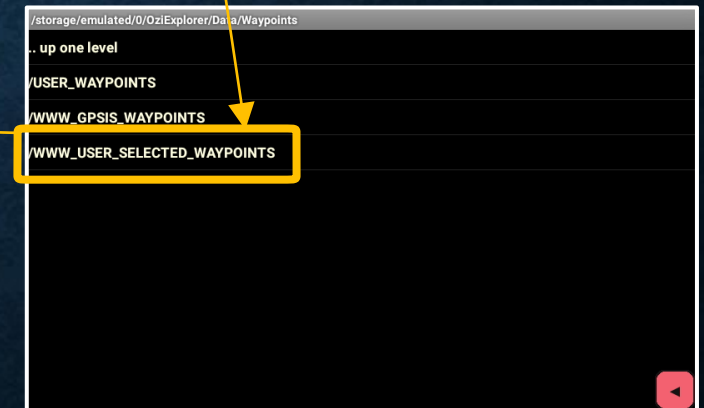 /storage/emulated/0/OziExplorer/Data/Waypoints
.. up one level
/USER_WAYPOINTS
/WWW_GPSIS_WAYPOINTS
/WWW_USER_SELECTED_WAYPOINTS